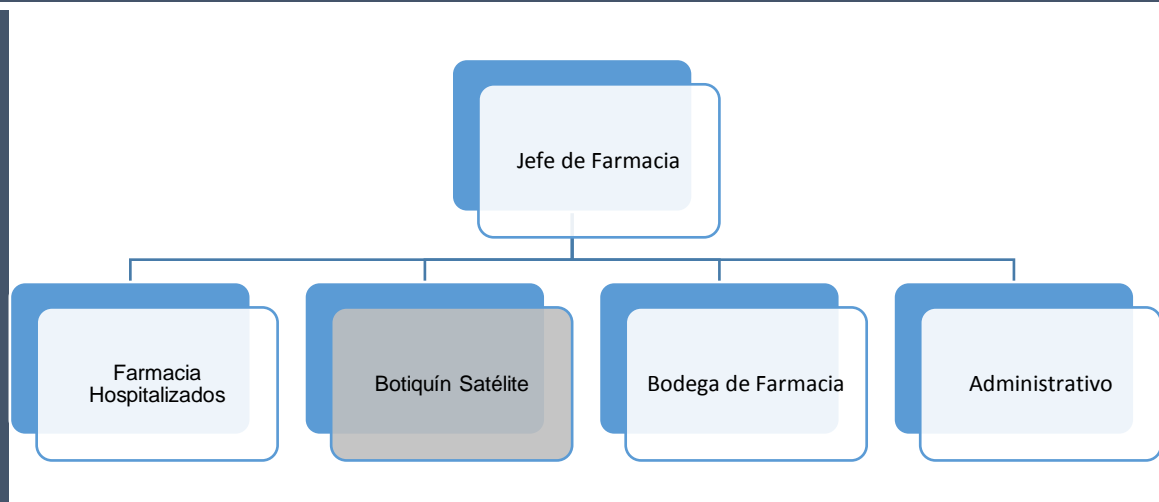 Jefe de Farmacia
Farmacia
Hospitalizados
Botiquín Satélite
Bodega de Farmacia
Administrativo